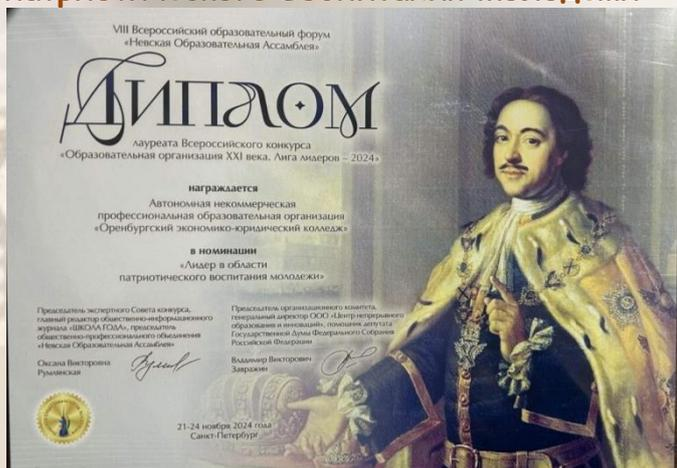 VIII Всероссийский образовательный форум
«Невская Образовательная Ассамблея»
ДИПЛОМ
лауреата Всероссийского конкурса
«Образовательная организация XXI века. Лига лидеров – 2024»
награждается
Автономная некоммерческая
профессиональная образовательная организация
«Оренбургский экономико-юридический колледж»
в номинации
«Лидер в области
патриотического воспитания молодежи»
Председатель экспертного Совета конкурса,
главный редактор общественно-информационного
журнала «ШКОЛА ГОДА», председатель
общественно-профессионального объединения
«Невская Образовательная Ассамблея»
Оксана Викторовна
Румлянская
Председатель организационного комитета,
генеральный директор ООО «Центр непрерывного
образования и инноваций», помощник депутата
Государственной Думы Федерального Собрания
Российской Федерации
Владимир Викторович
Завражин
21-24 ноября 2024 года
Санкт-Петербург